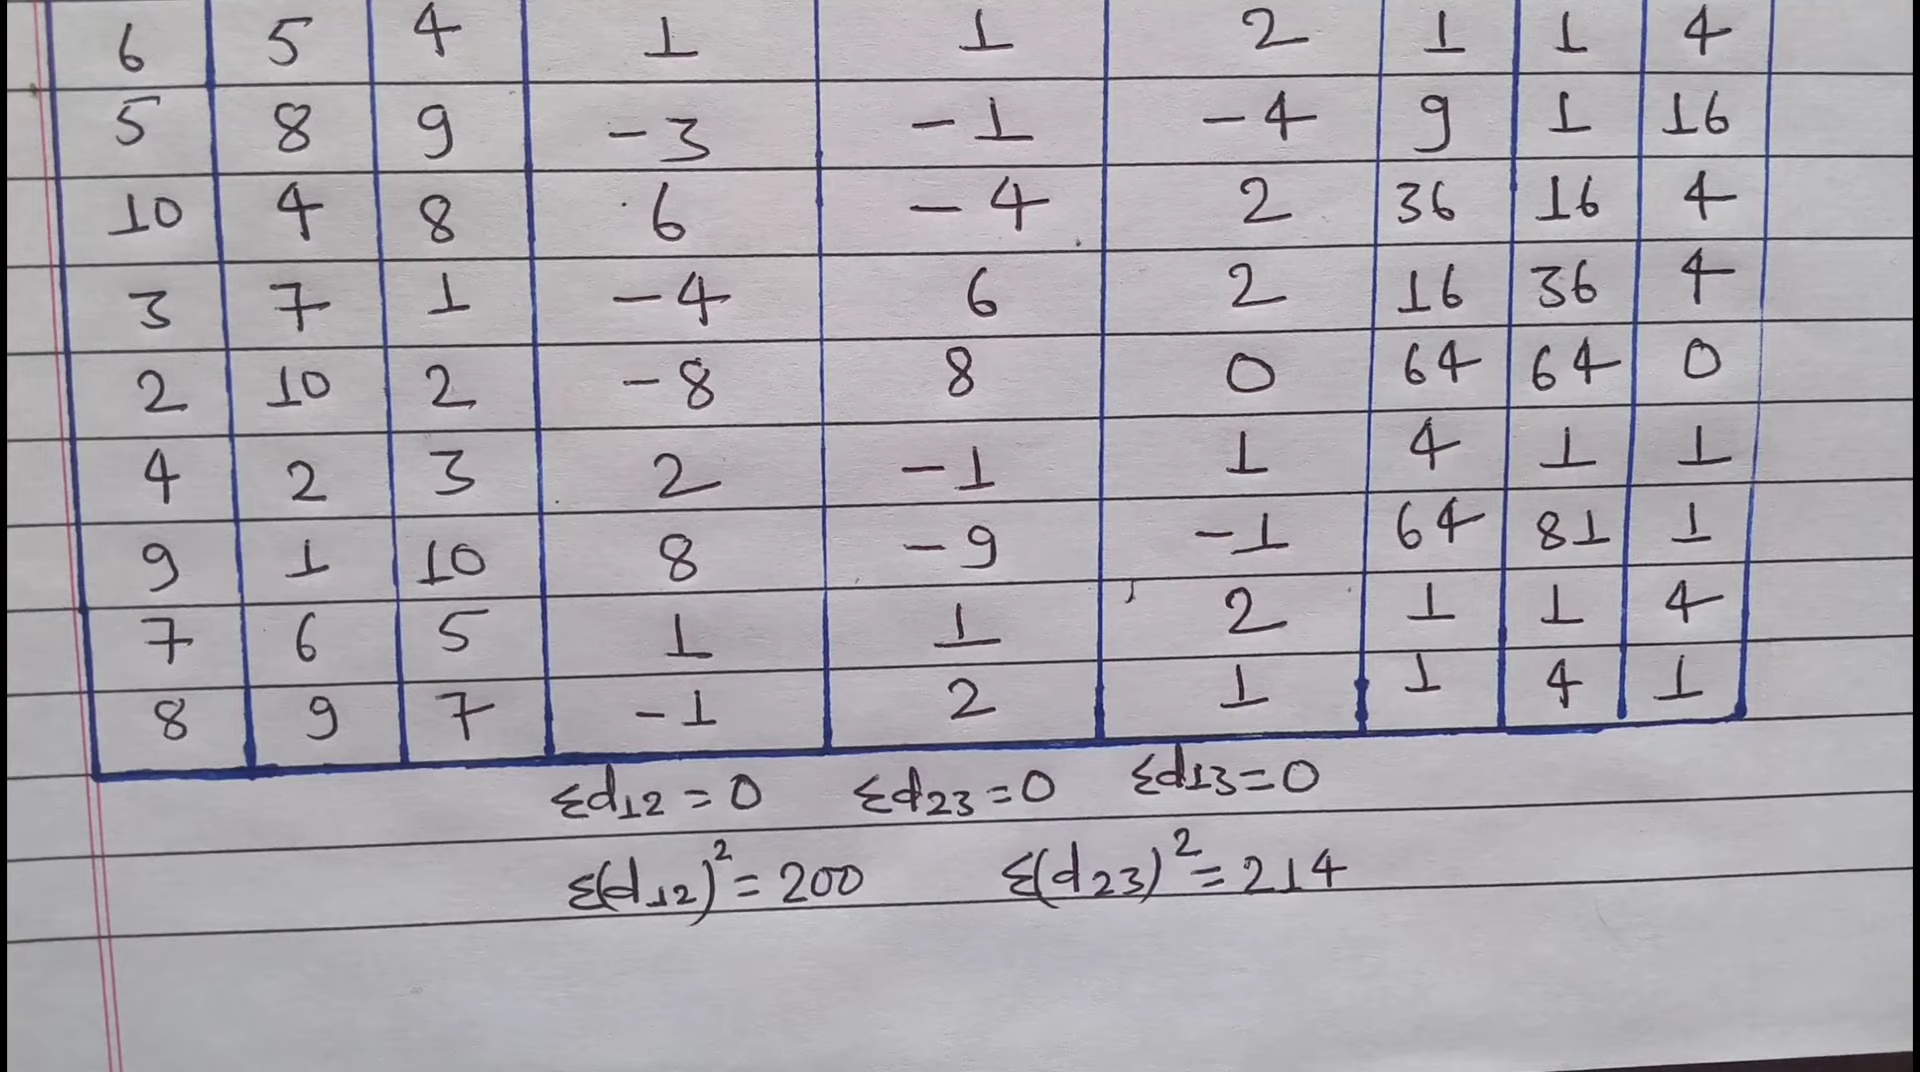 6 5 4 1 1 2 1 1 4
5 8 9 -3 -1 -4 9 1 16
10 4 8 6 -4 2 36 16 4
3 7 1 -4 6 2 16 36 4
2 10 2 -8 8 0 64 64 0
4 2 3 2 -1 1 4 1 1
9 1 10 8 -9 -1 64 81 1
7 6 5 1 1 2 1 1 4
8 9 7 -1 2 1 1 4 1
Σd₁₂=0 Σd₂₃=0 Σd₁₃=0
Σ(d₁₂)²=200 Σ(d₂₃)²=214